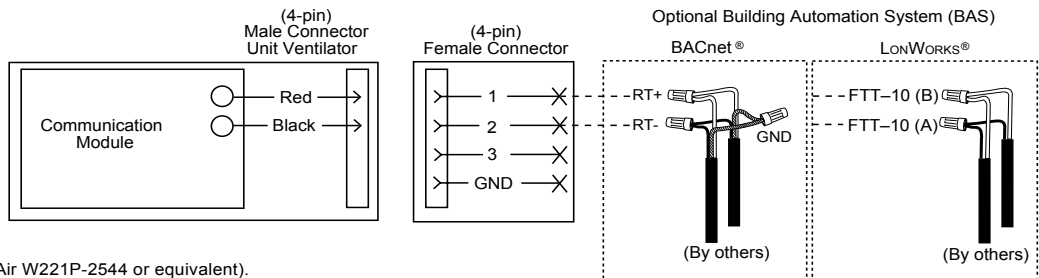 (4-pin)
Male Connector
Unit Ventilator
(4-pin)
Female Connector
Optional Building Automation System (BAS)
BACnet ®
LONWORKS®
Communication
Module
Red
Black
1
2
3
GND
RT+
RT-
GND
FTT–10 (B)
FTT–10 (A)
(By others)
(By others)
Air W221P-2544 or equivalent).